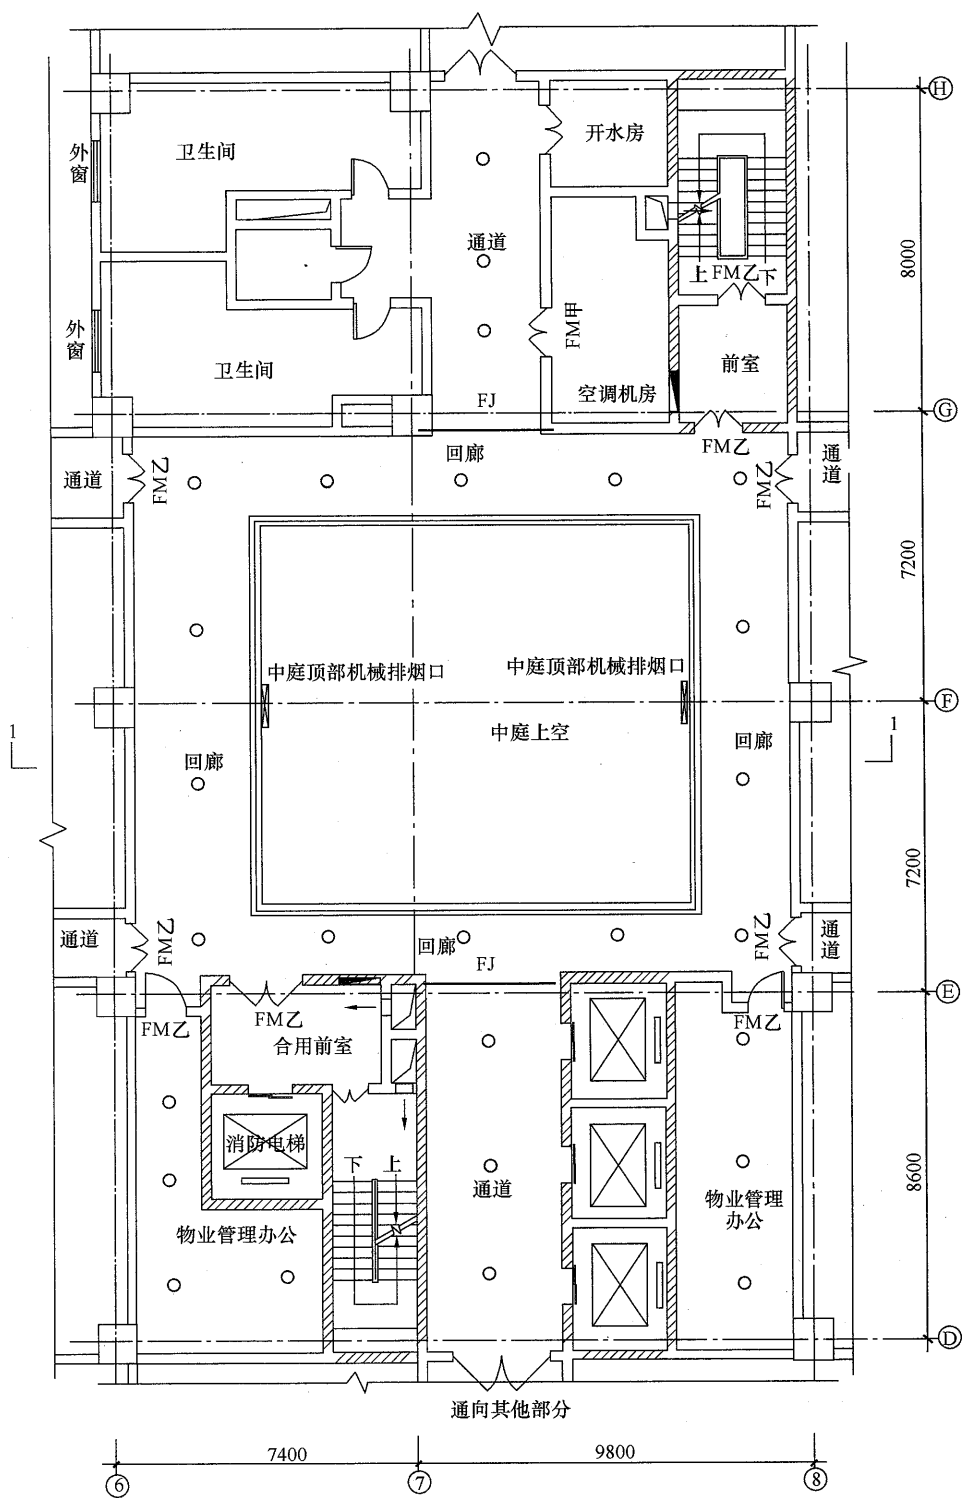 H
外窗
卫生间
开水房
通道
上
FM乙
下
8000
外窗
FM甲
卫生间
空调机房
前室
FJ
G
回廊
FM乙
通道
FM乙
FM乙
通道
7200
中庭顶部机械排烟口
中庭顶部机械排烟口
F
1
回廊
中庭上空
回廊
1
7200
通道
FM乙
回廊
FJ
FM乙
通道
E
FM乙
FM乙
FM乙
合用前室
消防电梯
下
上
通道
物业管理
办公
8600
物业管理办公
D
通向其他部分
7400
9800
6
7
8